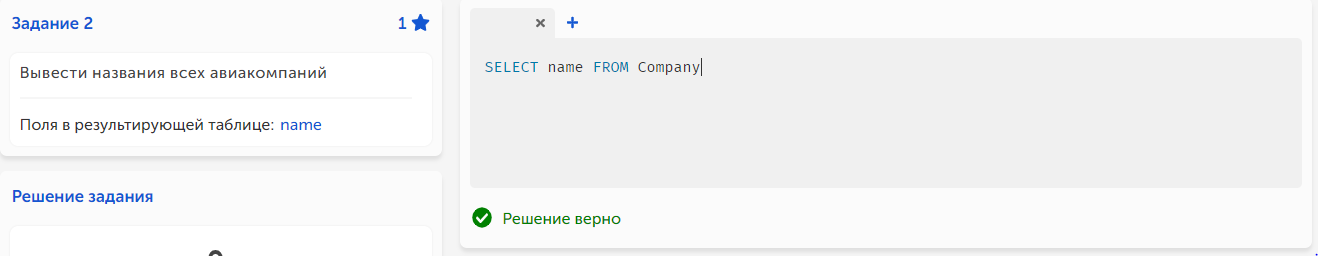 Задание 2
1
Вывести названия всех авиакомпаний
Поля в результирующей таблице: name
Решение задания
SELECT name FROM Company
Решение верно